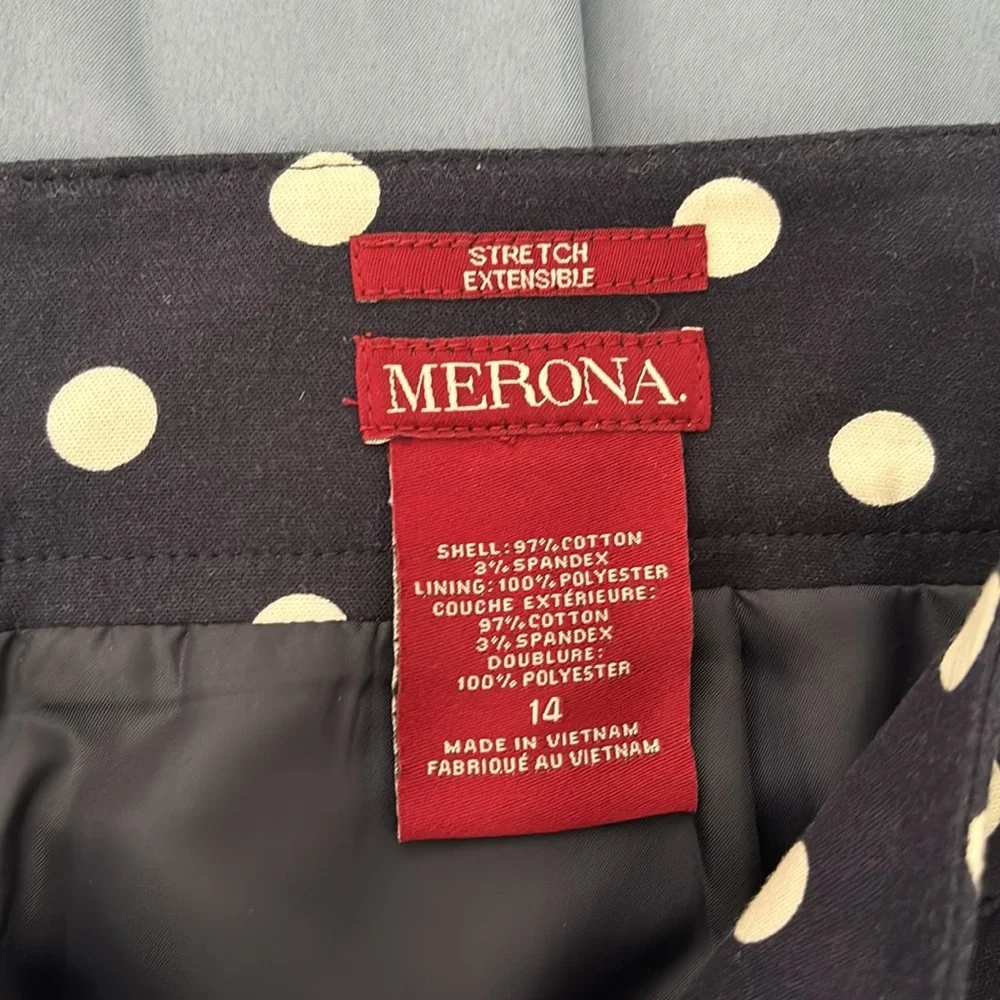 STRETCH
EXTENSIBLE
MERONA.
SHELL: 97% COTTON
3% SPANDEX
LINING: 100% POLYESTER
COUCHE EXTÉRIEURE:
97% COTTON
3% SPANDEX
DOUBLURE:
100% POLYESTER
14
MADE IN VIETNAM
FABRIQUÉ AU VIETNAM